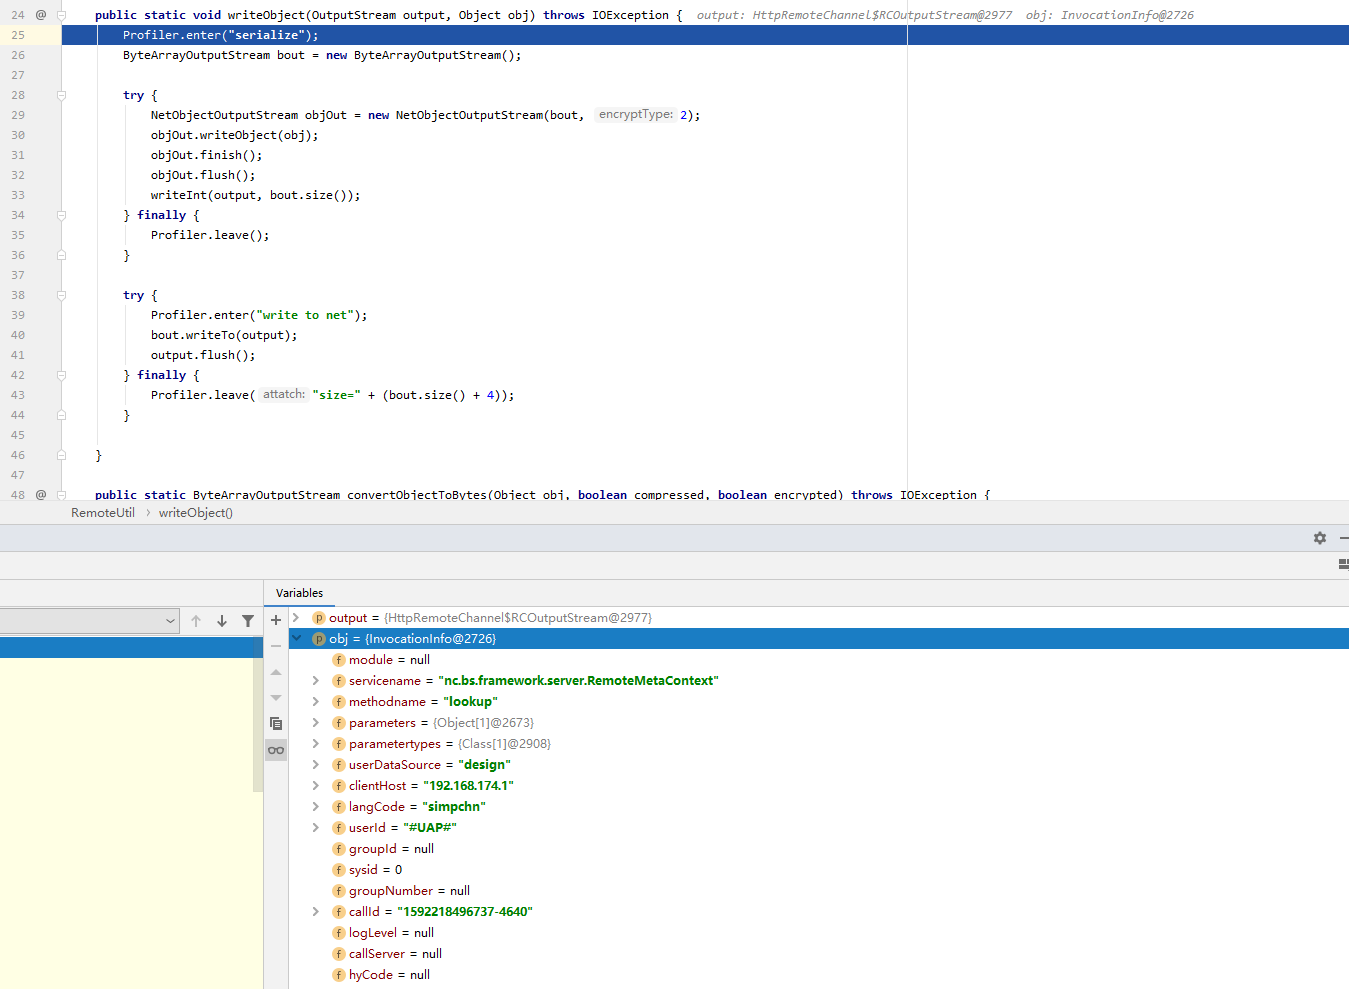 24 @ public static void writeObject(OutputStream output, Object obj) throws IOException { output: HttpRemoteChannel$RCOutputStream@2977 obj: InvocationInfo@2726
25 Profiler.enter("serialize");
26 ByteArrayOutputStream bout = new ByteArrayOutputStream();
27
28 try {
29 NetObjectOutputStream objOut = new NetObjectOutputStream(bout, encryptType: 2);
30 objOut.writeObject(obj);
31 objOut.finish();
32 objOut.flush();
33 writeInt(output, bout.size());
34 } finally {
35 Profiler.leave();
36 }
37
38 try {
39 Profiler.enter("write to net");
40 bout.writeTo(output);
41 output.flush();
42 } finally {
43 Profiler.leave( attatch: "size=" + (bout.size() + 4));
44 }
45
46 }
47
48 @ public static ByteArrayOutputStream convertObjectToBytes(Object obj, boolean compressed, boolean encrypted) throws IOException {
RemoteUtil › writeObject()
Variables
p output = {HttpRemoteChannel$RCOutputStream@2977}
p obj = {InvocationInfo@2726}
f module = null
f servicename = "nc.bs.framework.server.RemoteMetaContext"
f methodname = "lookup"
f parameters = {Object[1]@2673}
f parametertypes = {Class[1]@2908}
f userDataSource = "design"
f clientHost = "192.168.174.1"
f langCode = "simpchn"
f userId = "#UAP#"
f groupId = null
f sysid = 0
f groupNumber = null
f callId = "1592218496737-4640"
f logLevel = null
f callServer = null
f hyCode = null